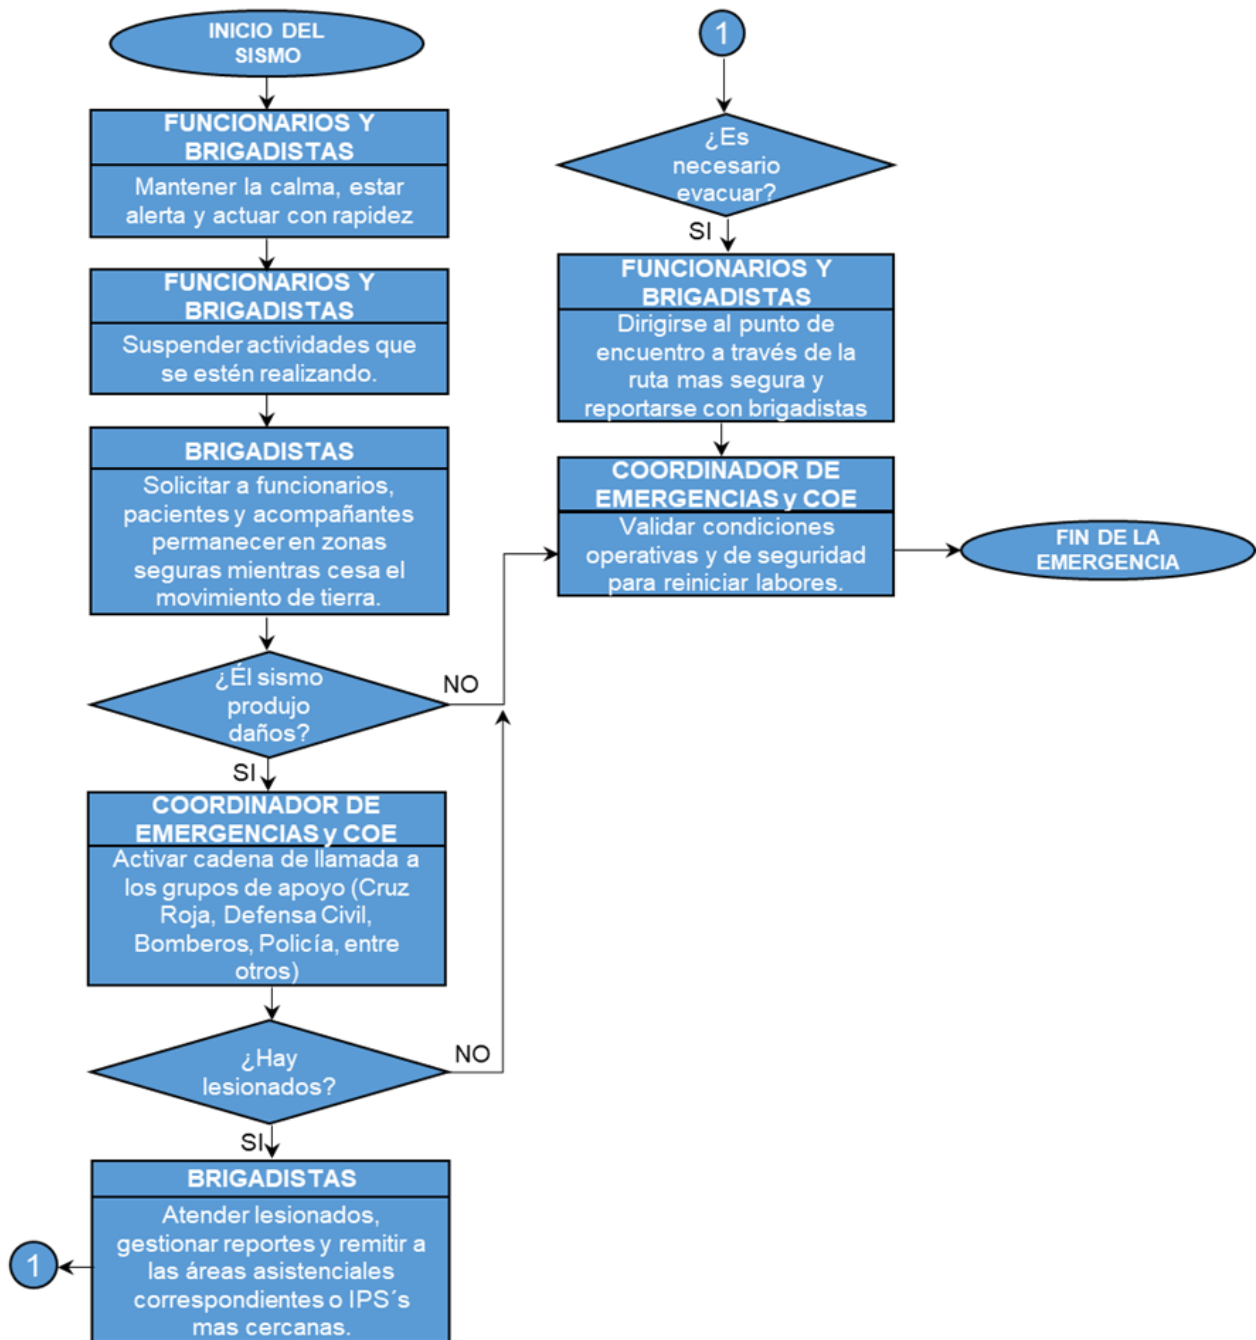 INICIO DEL
SISMO
FUNCIONARIOS Y
BRIGADISTAS
Mantener la calma, estar
alerta y actuar con rapidez
FUNCIONARIOS Y
BRIGADISTAS
Suspender actividades que
se estén realizando.
BRIGADISTAS
Solicitar a funcionarios,
pacientes y acompañantes
permanecer en zonas
seguras mientras cesa el
movimiento de tierra.
¿Él sismo
produjo
daños?
NO
SI
COORDINADOR DE
EMERGENCIAS y COE
Activar cadena de llamada a
los grupos de apoyo (Cruz
Roja, Defensa Civil,
Bomberos, Policía, entre
otros)
¿Hay
lesionados?
NO
SI
BRIGADISTAS
Atender lesionados,
gestionar reportes y remitir a
las áreas asistenciales
correspondientes o IPS´s
mas cercanas.
1
1
¿Es
necesario
evacuar?
SI
FUNCIONARIOS Y
BRIGADISTAS
Dirigirse al punto de
encuentro a través de la
ruta mas segura y
reportarse con brigadistas
COORDINADOR DE
EMERGENCIAS y COE
Validar condiciones
operativas y de seguridad
para reiniciar labores.
FIN DE LA
EMERGENCIA